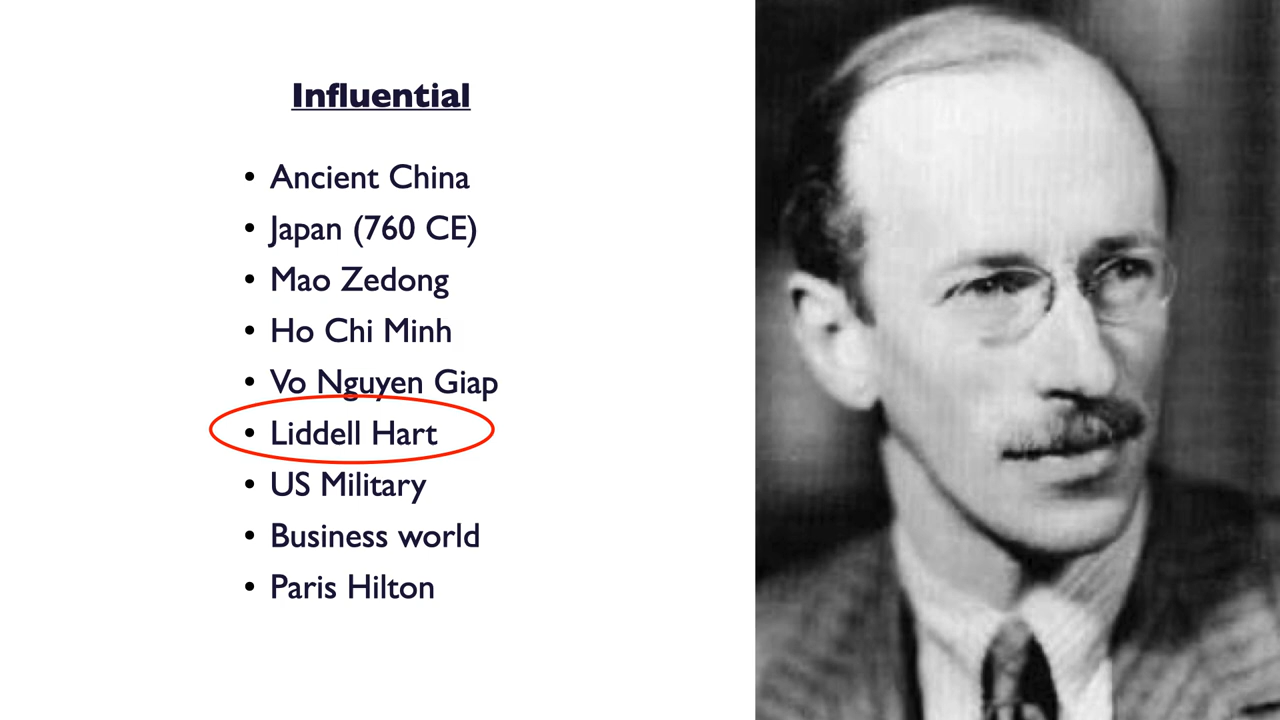 Influential
• Ancient China
• Japan (760 CE)
• Mao Zedong
• Ho Chi Minh
• Vo Nguyen Giap
• Liddell Hart
• US Military
• Business world
• Paris Hilton